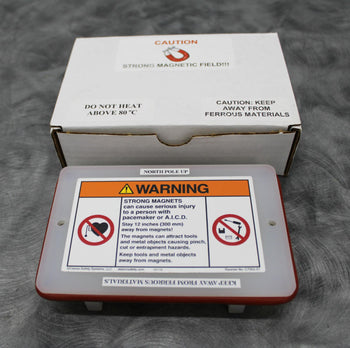 CAUTION
STRONG MAGNETIC FIELD!!!
DO NOT HEAT
ABOVE 80°C
CAUTION: KEEP
AWAY FROM
FERROUS MATERIALS
NORTH POLE UP
WARNING
STRONG MAGNETS
can cause serious injury
to a person with
pacemaker or A.I.C.D.
Stay 12 inches (300 mm)
away from magnets!
The magnets can attract tools
and metal objects causing pinch,
cut or entrapment hazards.
Keep tools and metal objects
away from magnets.
KEEP AWAY FROM FERROUS MATERIALS